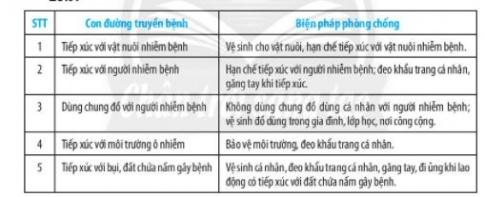 STT Con đường truyền bệnh Biện pháp phòng chống
1 Tiếp xúc với vật nuôi nhiễm bệnh Vệ sinh cho vật nuôi, hạn chế tiếp xúc với vật nuôi nhiễm bệnh.
2 Tiếp xúc với người nhiễm bệnh Hạn chế tiếp xúc với người nhiễm bệnh; đeo khẩu trang cá nhân,
găng tay khi tiếp xúc.
3 Dùng chung đồ với người nhiễm bệnh Không dùng chung đồ dùng cá nhân với người nhiễm bệnh;
vệ sinh đồ dùng trong gia đình, lớp học, nơi công cộng.
4 Tiếp xúc với môi trường ô nhiễm Bảo vệ môi trường, đeo khẩu trang cá nhân.
5 Tiếp xúc với bụi, đất chứa nấm gây bệnh Vệ sinh cá nhân, đeo khẩu trang cá nhân, găng tay, đi ủng khi lao
động có tiếp xúc với đất chứa nấm gây bệnh.